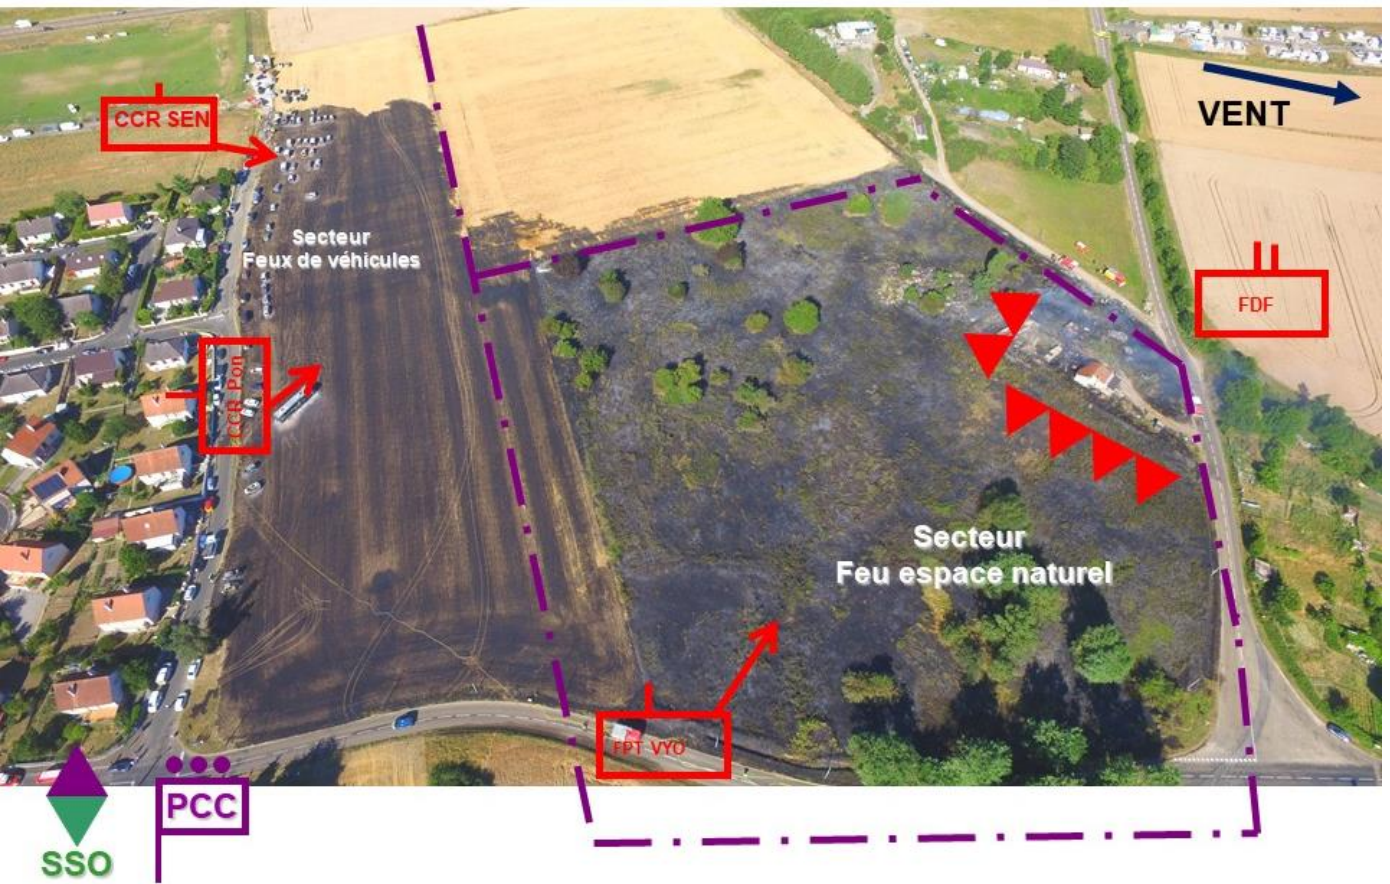 VENT
CCR SEN
Secteur
Feux de véhicules
FDF
CCR Pon
Secteur
Feu espace naturel
FPT VYO
PCC
SSO